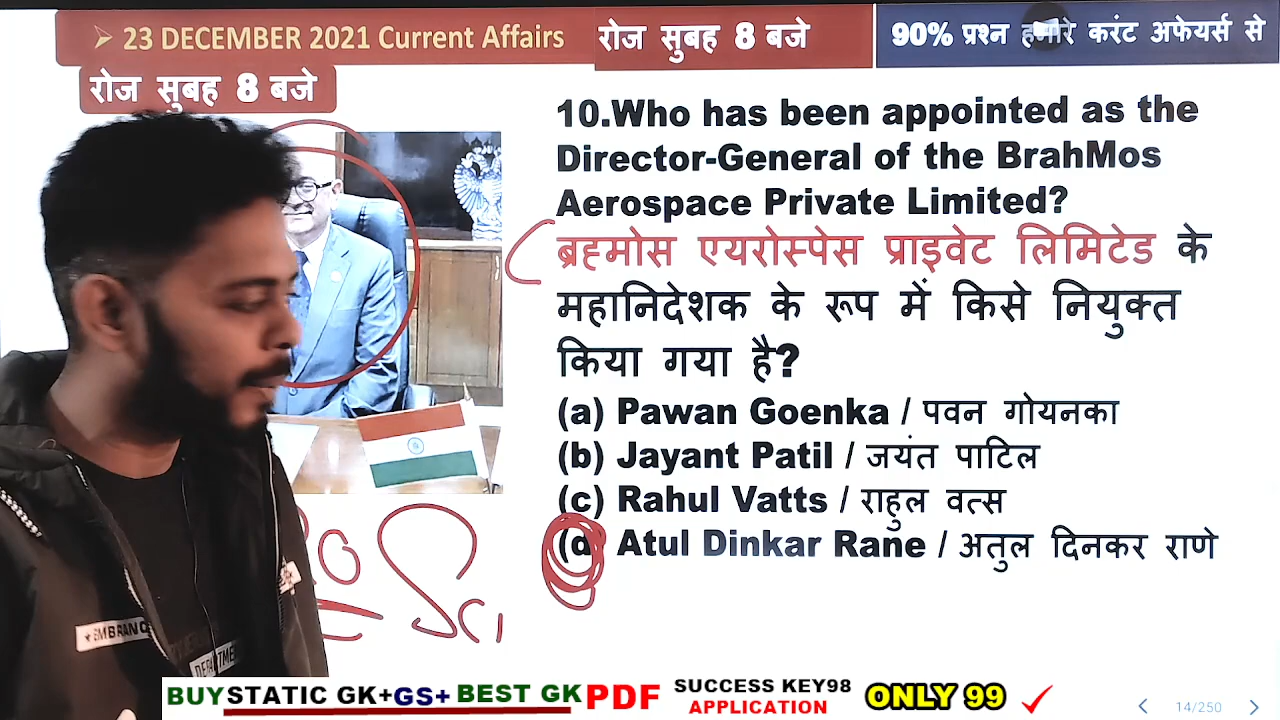 ➢ 23 DECEMBER 2021 Current Affairs
रोज सुबह 8 बजे
90% प्रश्न हमारे करंट अफेयर्स से
रोज सुबह 8 बजे
10.Who has been appointed as the
Director-General of the BrahMos
Aerospace Private Limited?
ब्रह्मोस एयरोस्पेस प्राइवेट लिमिटेड के
महानिदेशक के रूप में किसे नियुक्त
किया गया है?
(a) Pawan Goenka / पवन गोयनका
(b) Jayant Patil / जयंत पाटिल
(c) Rahul Vatts / राहुल वत्स
(d) Atul Dinkar Rane / अतुल दिनकर राणे
BUY STATIC GK+GS+ BEST GK PDF
SUCCESS KEY98
APPLICATION
ONLY 99
14/250